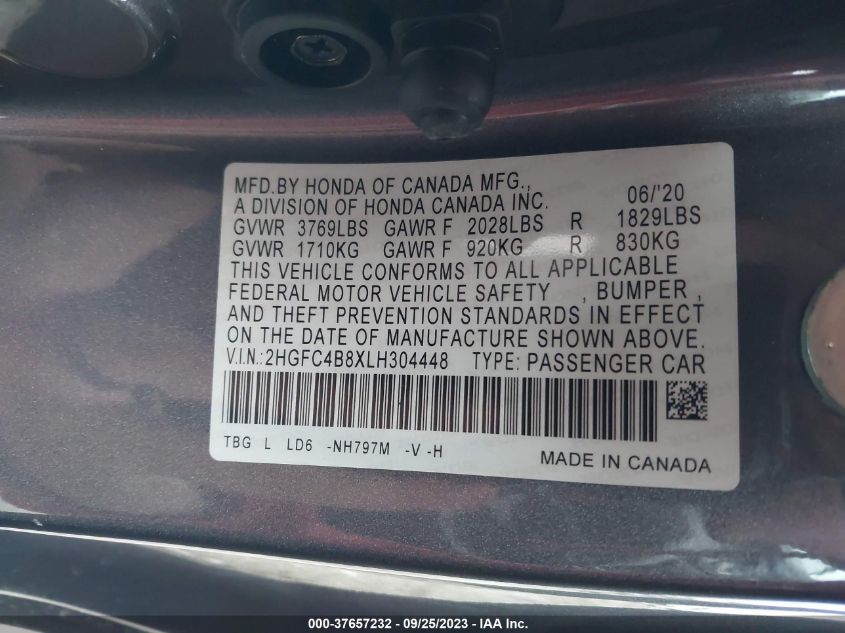 MFD.BY HONDA OF CANADA MFG., 06/'20
A DIVISION OF HONDA CANADA INC.
GVWR 3769LBS GAWR F 2028LBS R 1829LBS
GVWR 1710KG GAWR F 920KG R 830KG
THIS VEHICLE CONFORMS TO ALL APPLICABLE
FEDERAL MOTOR VEHICLE SAFETY , BUMPER ,
AND THEFT PREVENTION STANDARDS IN EFFECT
ON THE DATE OF MANUFACTURE SHOWN ABOVE.
V.I.N.:2HGFC4B8XLH304448 TYPE: PASSENGER CAR
TBG L LD6 -NH797M -V -H
MADE IN CANADA
000-37657232 - 09/25/2023 - IAA Inc.